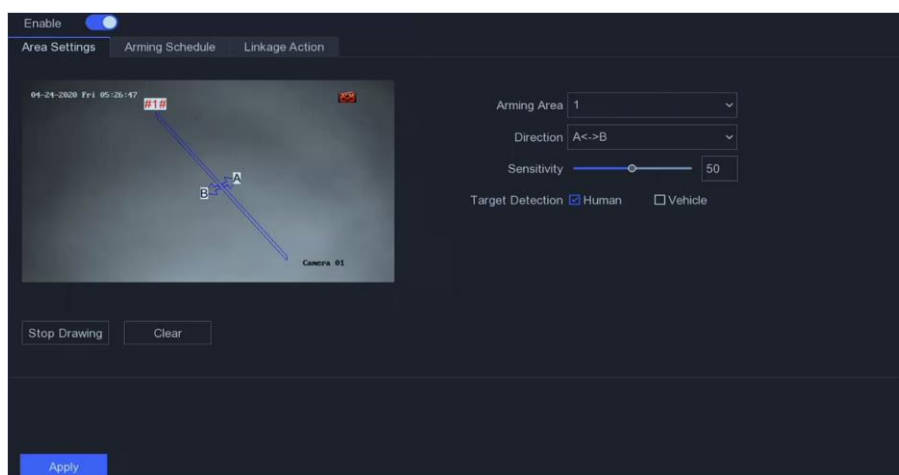 Enable
Area Settings Arming Schedule Linkage Action
04-24-2020 Fri 05:26:47
#1#
A
B
Camera 01
Arming Area 1
Direction A<->B
Sensitivity 50
Target Detection Human Vehicle
Stop Drawing Clear
Apply